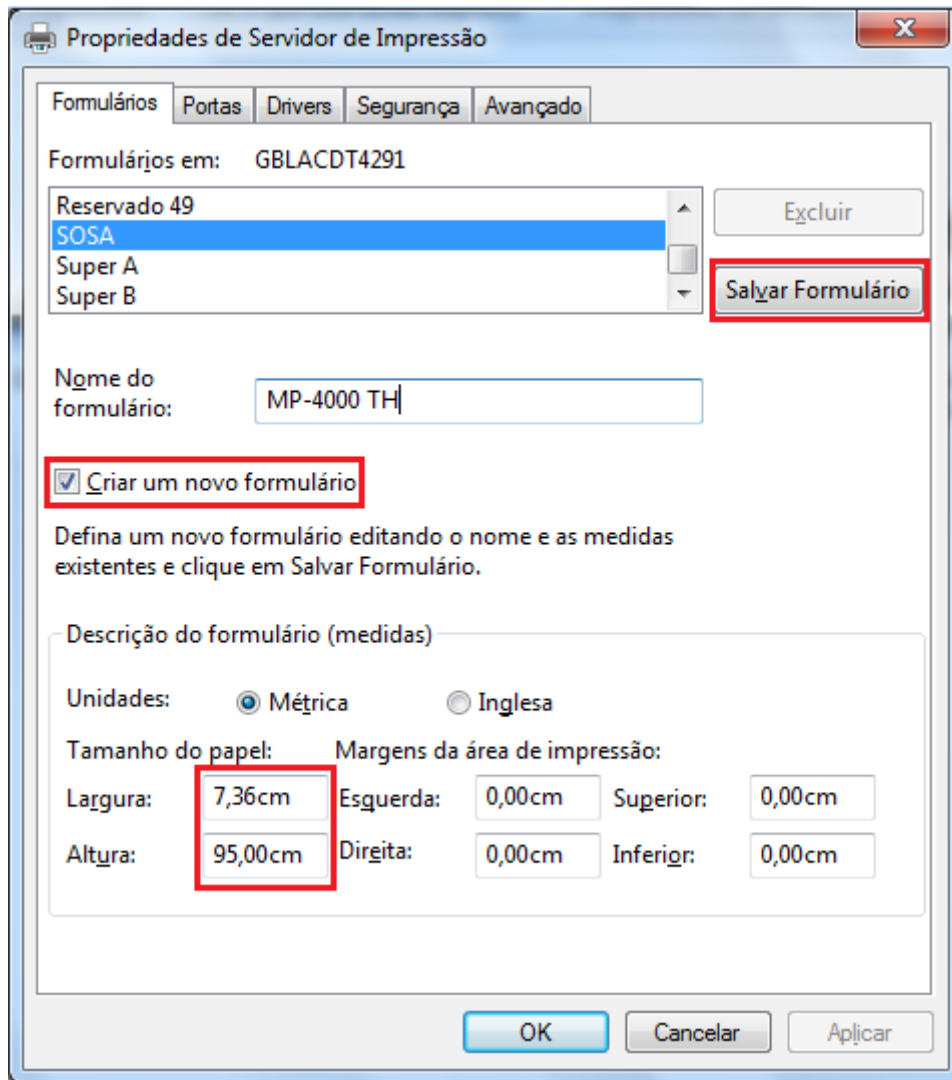 Propriedades de Servidor de Impressão
Formulários Portas Drivers Segurança Avançado
Formulários em: GBLACDT4291
Reservado 49
SOSA
Super A
Super B
Excluir
Salvar Formulário
Nome do
formulário:
MP-4000 TH
Criar um novo formulário
Defina um novo formulário editando o nome e as medidas
existentes e clique em Salvar Formulário.
Descrição do formulário (medidas)
Unidades: Métrica Inglesa
Tamanho do papel: Margens da área de impressão:
Largura: 7,36cm Esquerda: 0,00cm Superior: 0,00cm
Altura: 95,00cm Direita: 0,00cm Inferior: 0,00cm
OK Cancelar Aplicar